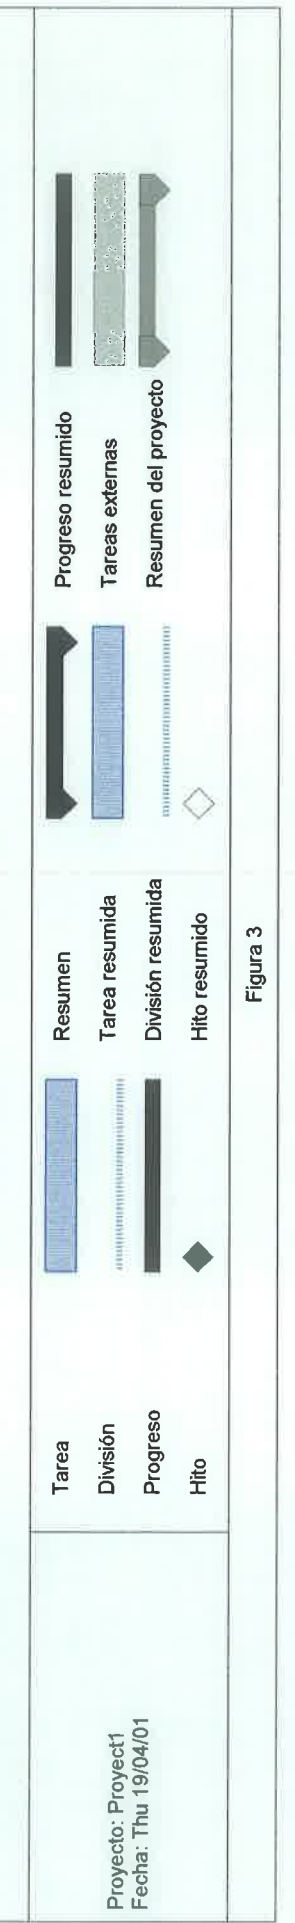 Proyecto: Proyect1
Fecha: Thu 19/04/01
Tarea
División
Progreso
Hito
Resumen
Tarea resumida
División resumida
Hito resumido
Progreso resumido
Tareas externas
Resumen del proyecto
Figura 3